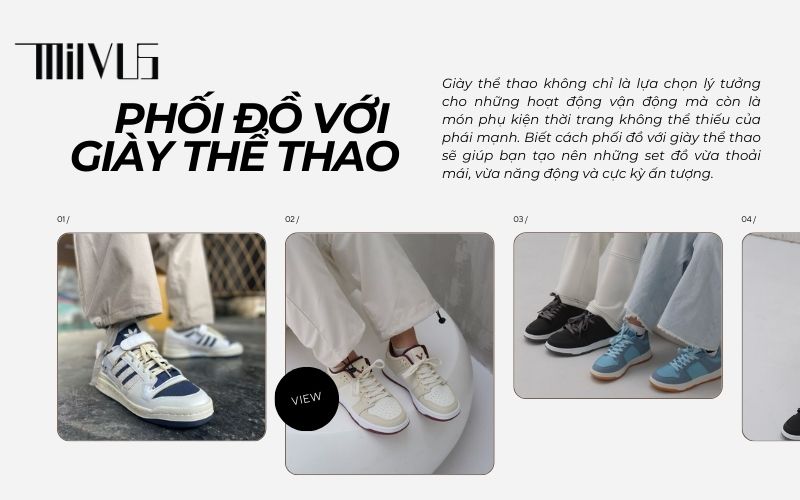 MilVUS
PHỐI ĐỒ VỚI
GIÀY THỂ THAO
Giày thể thao không chỉ là lựa chọn lý tưởng
cho những hoạt động vận động mà còn là
món phụ kiện thời trang không thể thiếu của
phái mạnh. Biết cách phối đồ với giày thể thao
sẽ giúp bạn tạo nên những set đồ vừa thoải
mái, vừa năng động và cực kỳ ấn tượng.
01 /
02 /
03 /
04 /
VIEW